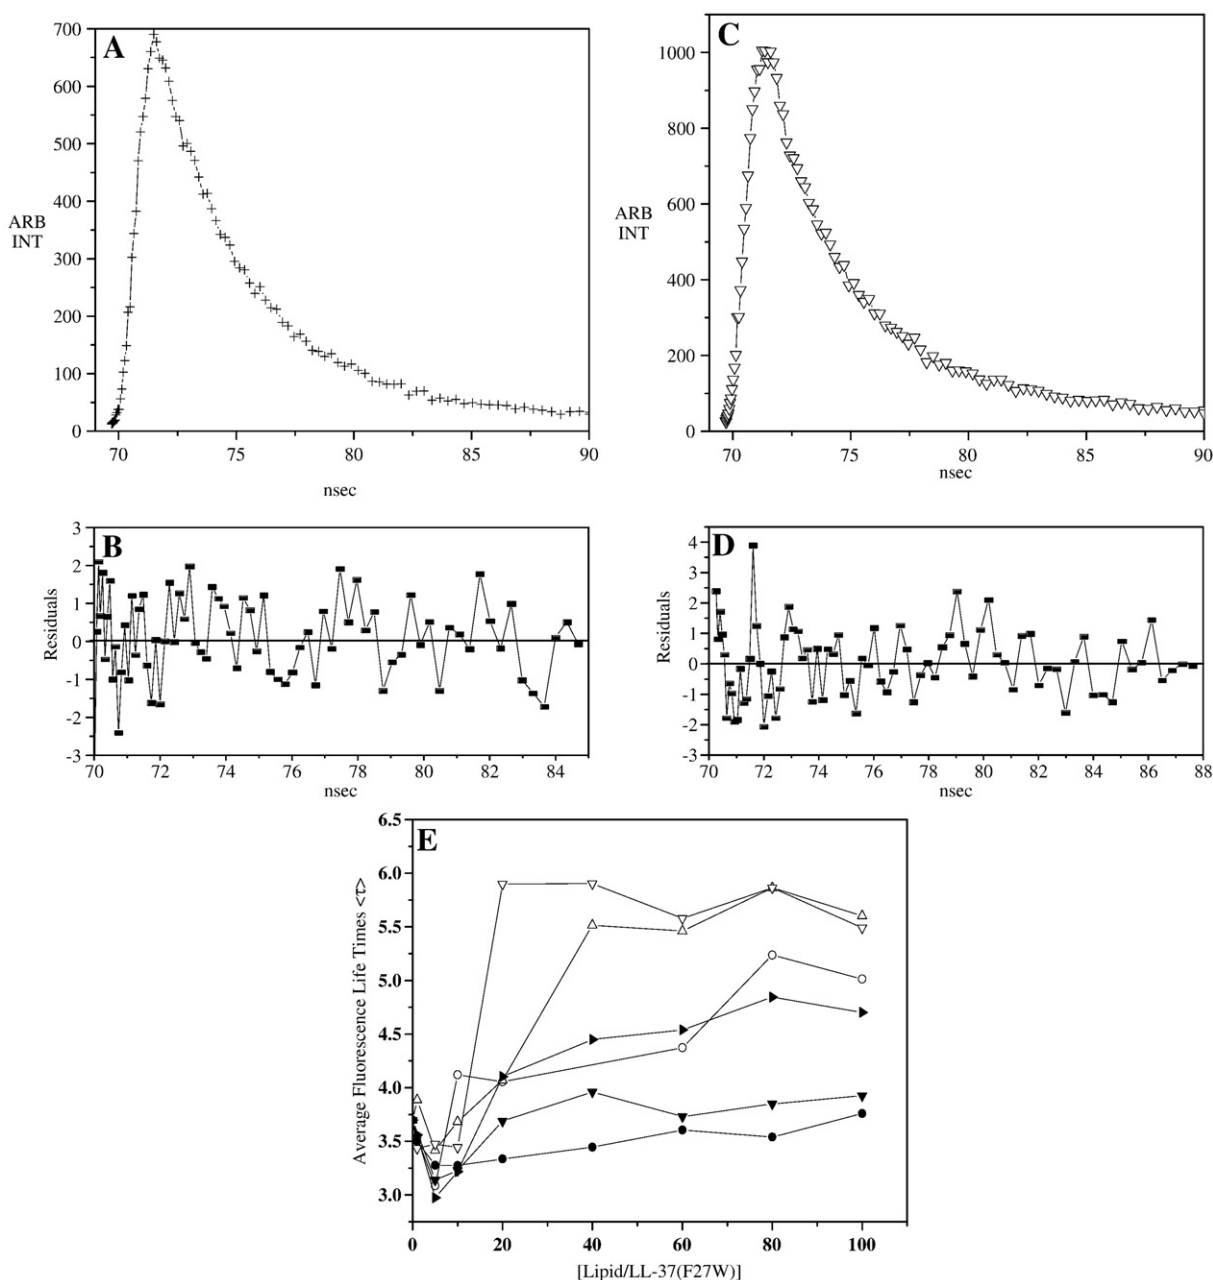 A
700
600
500
400
300
200
100
0
ARB
INT
70 75 80 85 90
nsec
C
1000
800
600
400
200
0
ARB
INT
70 75 80 85 90
nsec
B
3
2
1
0
-1
-2
-3
Residuals
70 72 74 76 78 80 82 84
nsec
D
4
3
2
1
0
-1
-2
-3
Residuals
70 72 74 76 78 80 82 84 86 88
nsec
E
6.5
6.0
5.5
5.0
4.5
4.0
3.5
3.0
Average Fluorescence Life Times <τ>
0 20 40 60 80 100
[Lipid/LL-37(F27W)]